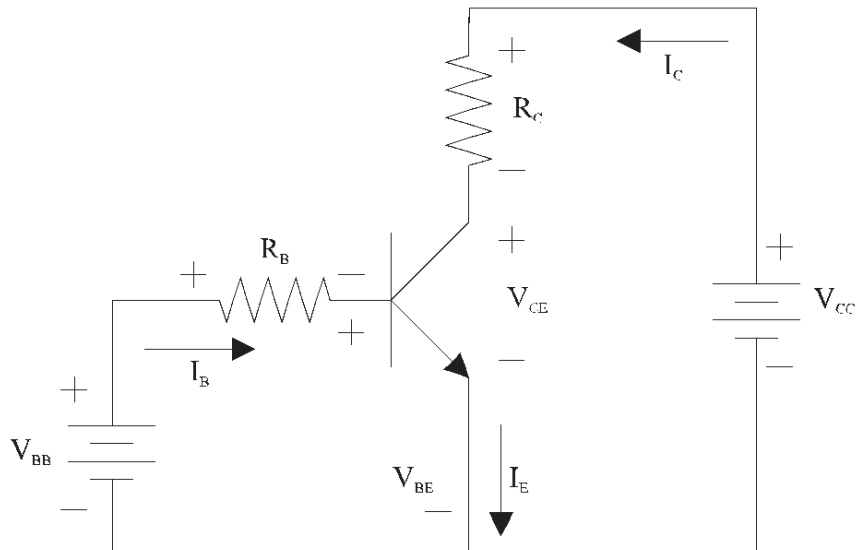 +
I_C
R_C
−
+
R_B
+
−
+
V_CE
V_CC
+
−
−
I_B
+
V_BB
V_BE
I_E
−
−